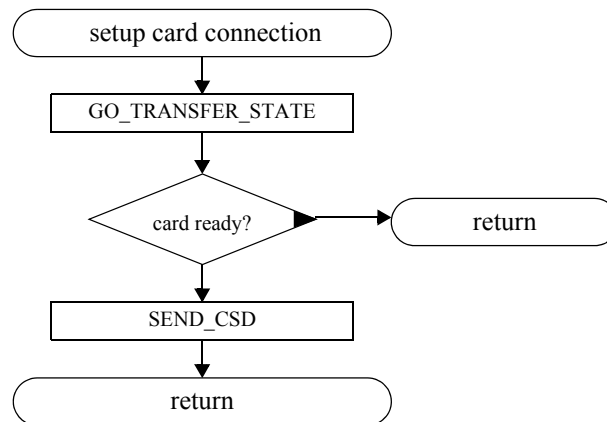 setup card connection
GO_TRANSFER_STATE
card ready?
return
SEND_CSD
return